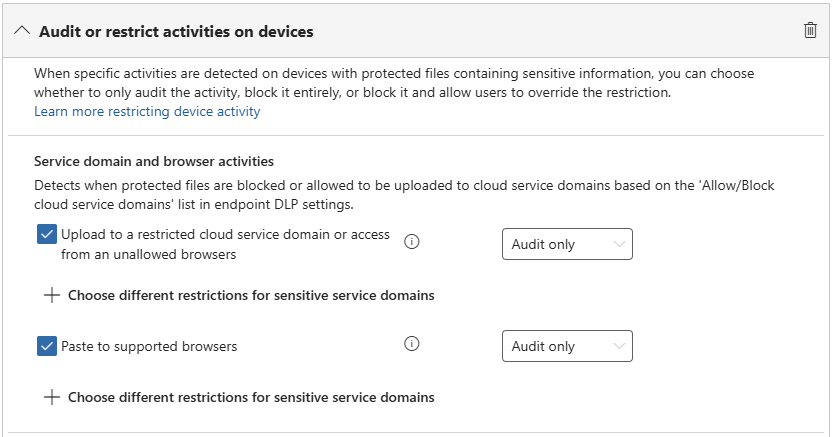 Audit or restrict activities on devices
When specific activities are detected on devices with protected files containing sensitive information, you can choose
whether to only audit the activity, block it entirely, or block it and allow users to override the restriction.
Learn more restricting device activity
Service domain and browser activities
Detects when protected files are blocked or allowed to be uploaded to cloud service domains based on the 'Allow/Block
cloud service domains' list in endpoint DLP settings.
Upload to a restricted cloud service domain or access
from an unallowed browsers
Audit only
Choose different restrictions for sensitive service domains
Paste to supported browsers
Audit only
Choose different restrictions for sensitive service domains